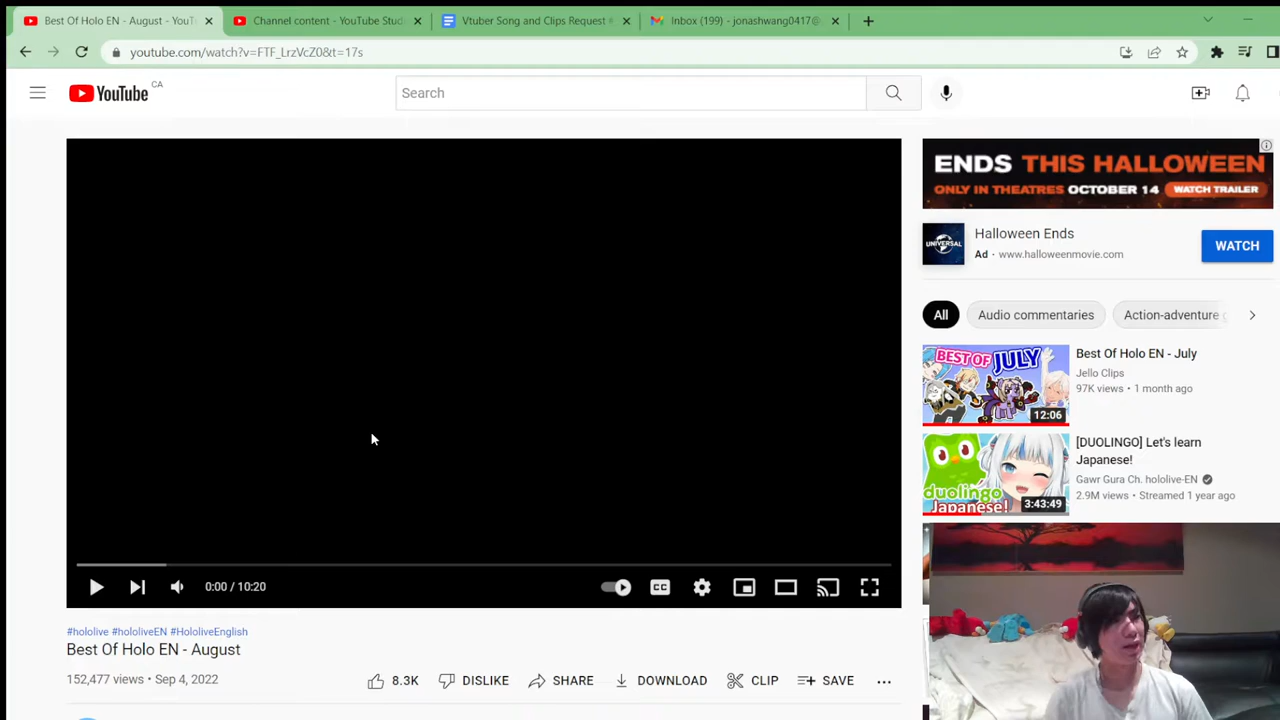 Best Of Holo EN - August - YouT
Channel content - YouTube Stud
Vtuber Song and Clips Request
Inbox (199) - jonashwang0417@
youtube.com/watch?v=FTF_LrzVcZ0&t=17s
YouTube CA
Search
ENDS THIS HALLOWEEN
ONLY IN THEATRES OCTOBER 14 WATCH TRAILER
UNIVERSAL
Halloween Ends
Ad · www.halloweenmovie.com
WATCH
All
Audio commentaries
Action-adventure g
BEST OF JULY
12:06
Best Of Holo EN - July
Jello Clips
97K views • 1 month ago
duolingo
Japanese!
3:43:49
[DUOLINGO] Let's learn
Japanese!
Gawr Gura Ch. hololive-EN
2.9M views • Streamed 1 year ago
0:00 / 10:20
CC
#hololive #hololiveEN #HololiveEnglish
Best Of Holo EN - August
152,477 views • Sep 4, 2022
8.3K
DISLIKE
SHARE
DOWNLOAD
CLIP
SAVE